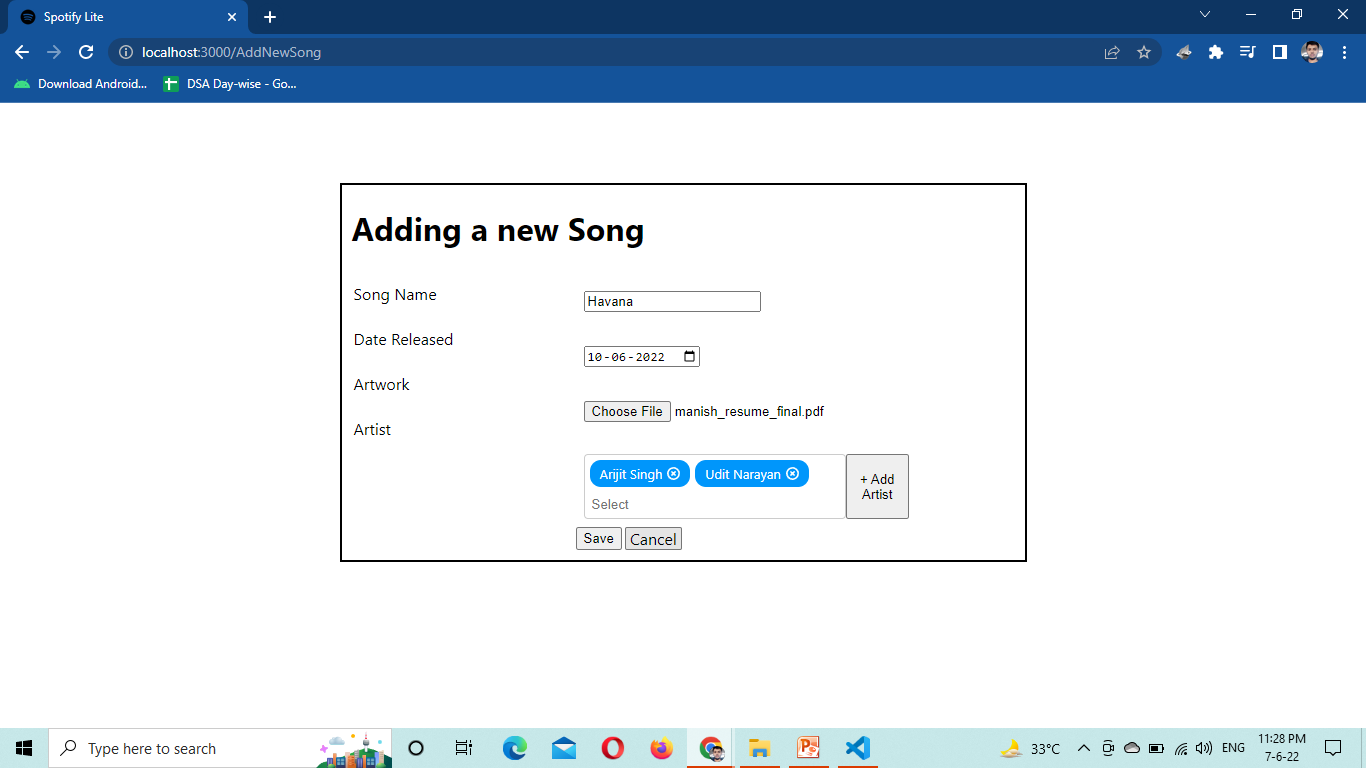 Spotify Lite
localhost:3000/AddNewSong
Download Android...
DSA Day-wise - Go...
Adding a new Song
Song Name
Havana
Date Released
10-06-2022
Artwork
Choose File manish_resume_final.pdf
Artist
Arijit Singh
Udit Narayan
Select
+ Add
Artist
Save
Cancel
Type here to search
33°C
ENG
11:28 PM
7-6-22